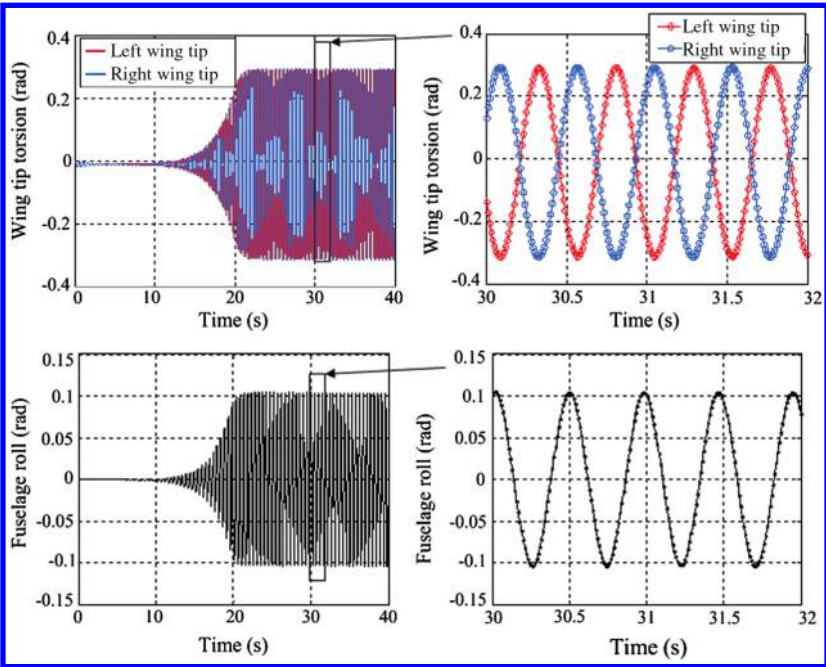 0.4
0.2
0
-0.2
-0.4
Wing tip torsion (rad)
Left wing tip
Right wing tip
0 10 20 30 40
Time (s)
0.4
0.2
0
-0.2
-0.4
Wing tip torsion (rad)
Left wing tip
Right wing tip
30 30.5 31 31.5 32
Time (s)
0.15
0.1
0.05
0
-0.05
-0.1
-0.15
Fuselage roll (rad)
0 10 20 30 40
Time (s)
0.15
0.1
0.05
0
-0.05
-0.1
-0.15
Fuselage roll (rad)
30 30.5 31 31.5 32
Time (s)